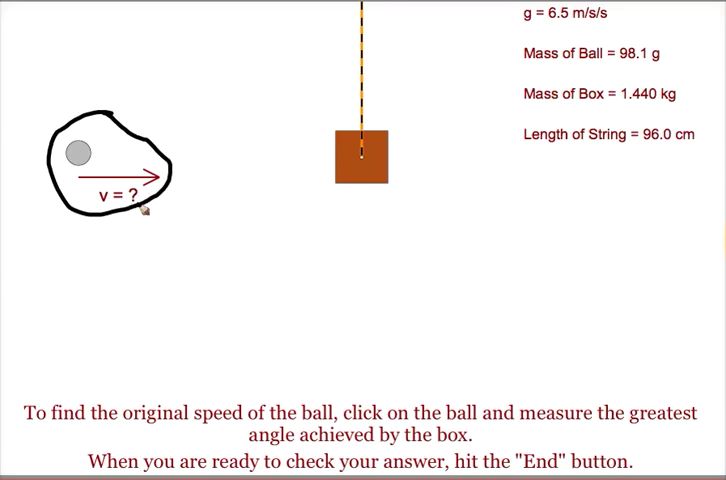 g = 6.5 m/s/s
Mass of Ball = 98.1 g
Mass of Box = 1.440 kg
Length of String = 96.0 cm
v = ?
To find the original speed of the ball, click on the ball and measure the greatest
angle achieved by the box.
When you are ready to check your answer, hit the "End" button.